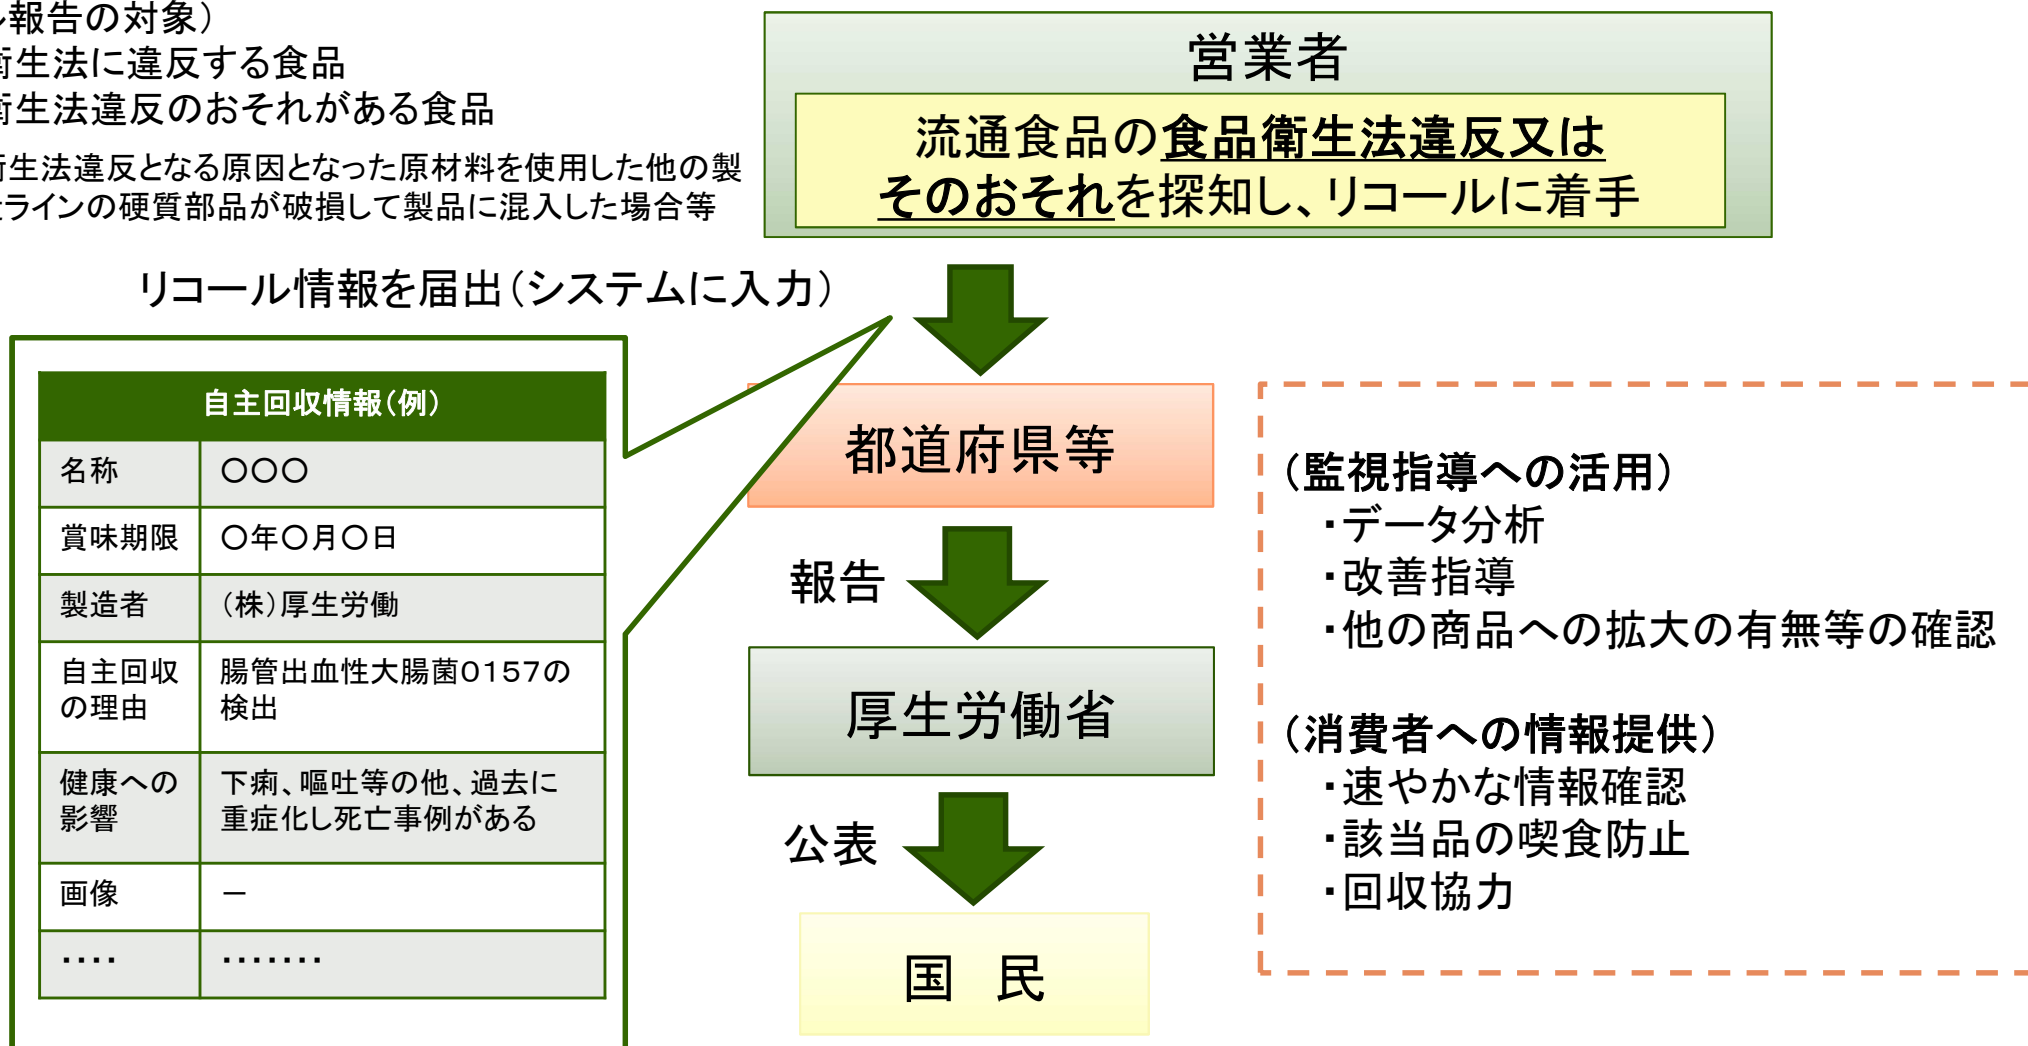 報告の対象）
生法に違反する食品
生法違反のおそれがある食品
生法違反となる原因となった原材料を使用した他の製
ラインの硬質部品が破損して製品に混入した場合等
営業者
流通食品の食品衛生法違反又は
そのおそれを探知し、リコールに着手
リコール情報を届出（システムに入力）
自主回収情報（例）
名称 〇〇〇
賞味期限 〇年〇月〇日
製造者 （株）厚生労働
自主回収 腸管出血性大腸菌O157の
の理由 検出
健康への 下痢、嘔吐等の他、過去に
影響 重症化し死亡事例がある
画像 －
・・・・ ・・・・・・・
都道府県等
報告
厚生労働省
公表
国　民
（監視指導への活用）
・データ分析
・改善指導
・他の商品への拡大の有無等の確認
（消費者への情報提供）
・速やかな情報確認
・該当品の喫食防止
・回収協力